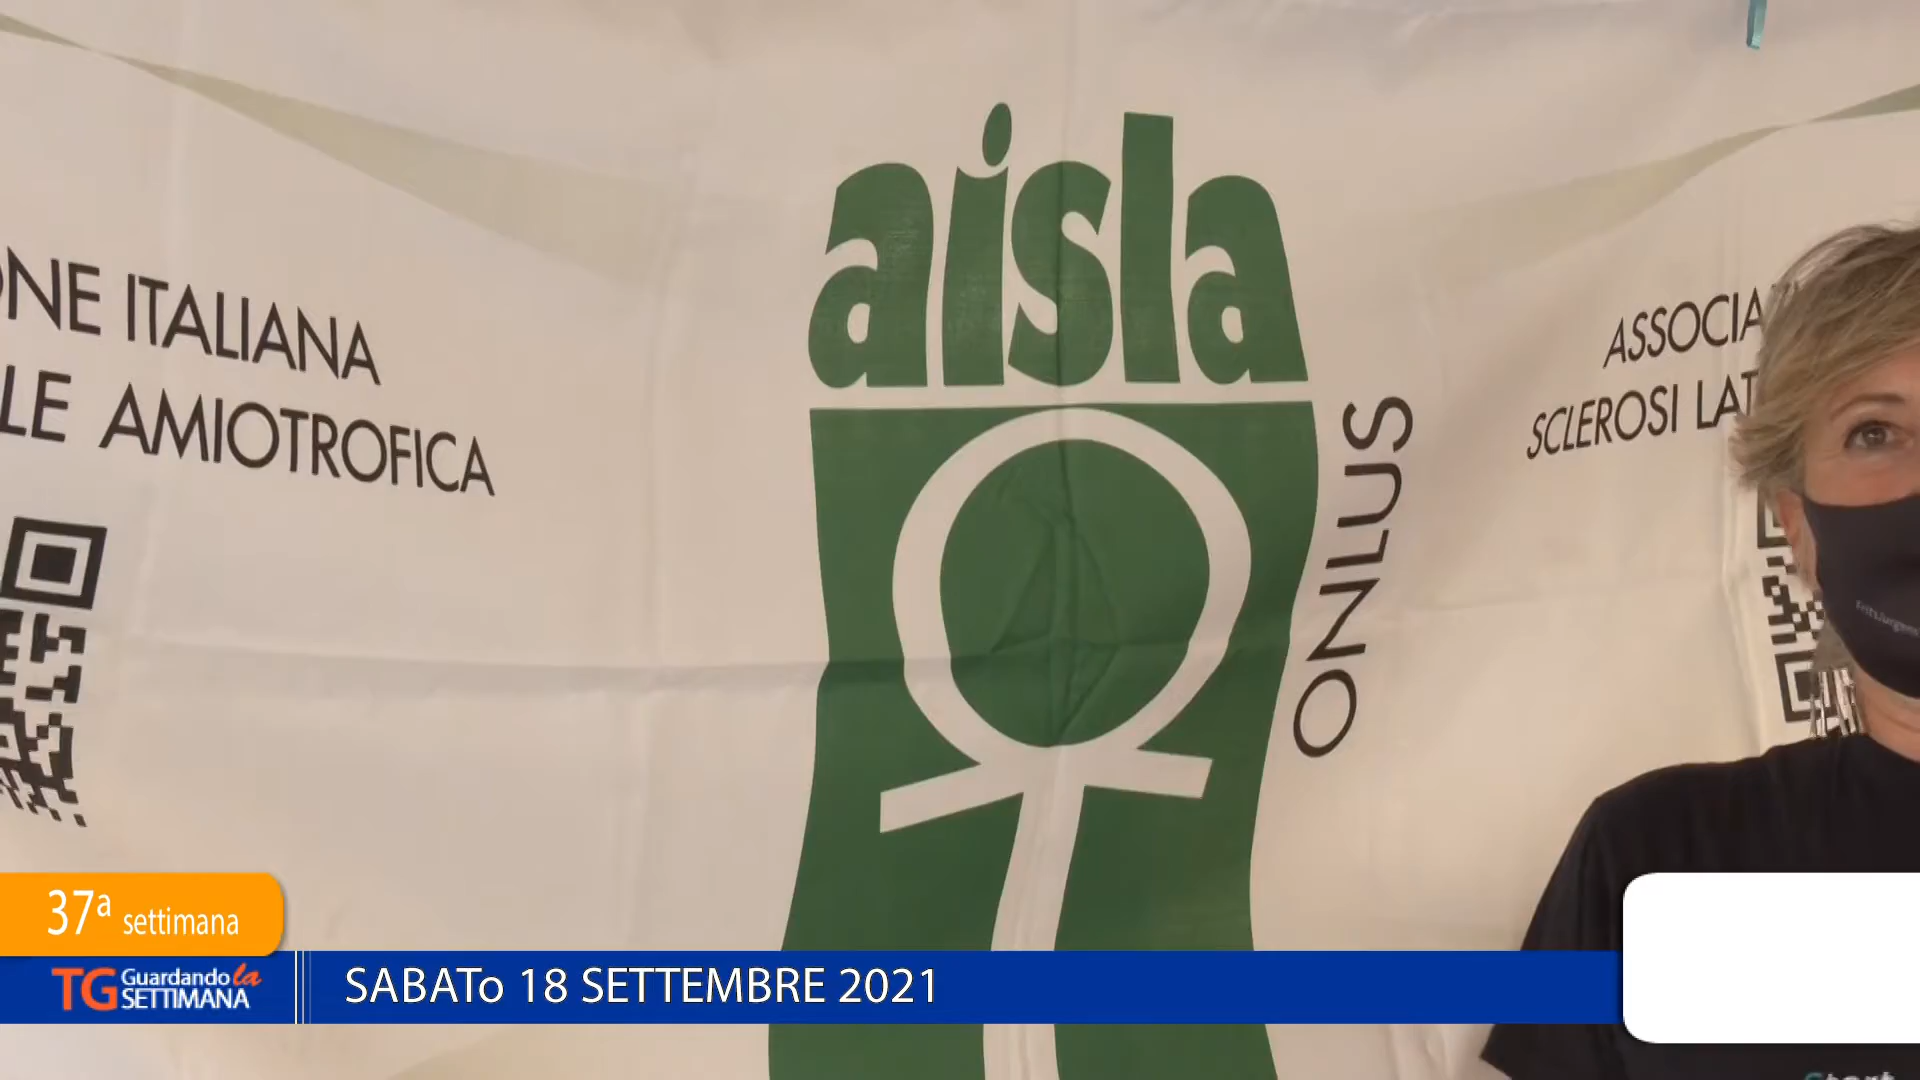 aisla
ONLUS
ONE ITALIANA
LE AMIOTROFICA
ASSOCIA
SCLEROSI LAT
FritsJurgens
37ª settimana
TG Guardando la SETTIMANA
SABATo 18 SETTEMBRE 2021